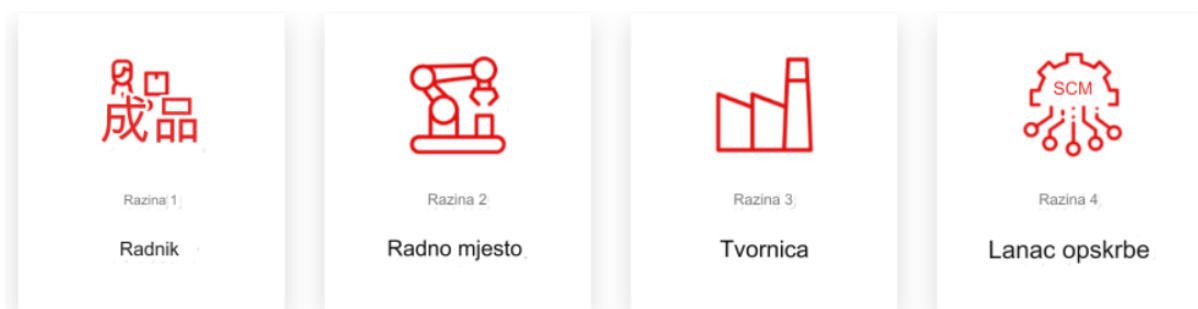 成品
SCM
Razina 1
Razina 2
Razina 3
Razina 4
Radnik
Radno mjesto
Tvornica
Lanac opskrbe